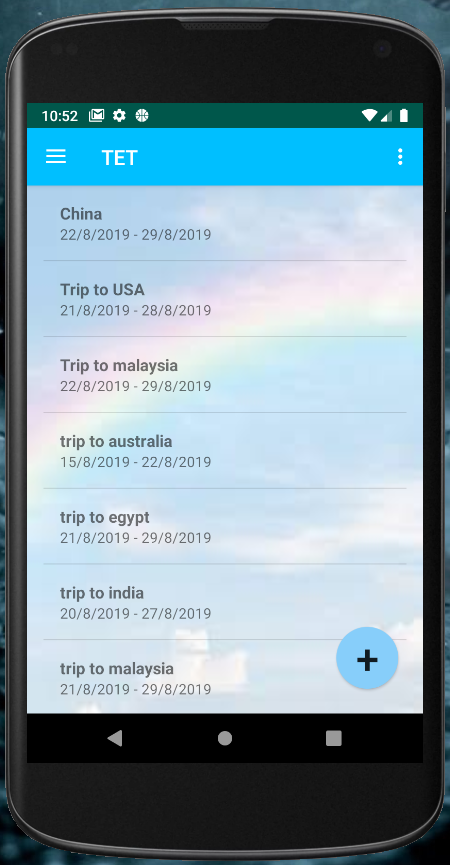 10:52
TET
China
22/8/2019 - 29/8/2019
Trip to USA
21/8/2019 - 28/8/2019
Trip to malaysia
22/8/2019 - 29/8/2019
trip to australia
15/8/2019 - 22/8/2019
trip to egypt
21/8/2019 - 29/8/2019
trip to india
20/8/2019 - 27/8/2019
trip to malaysia
21/8/2019 - 29/8/2019
+